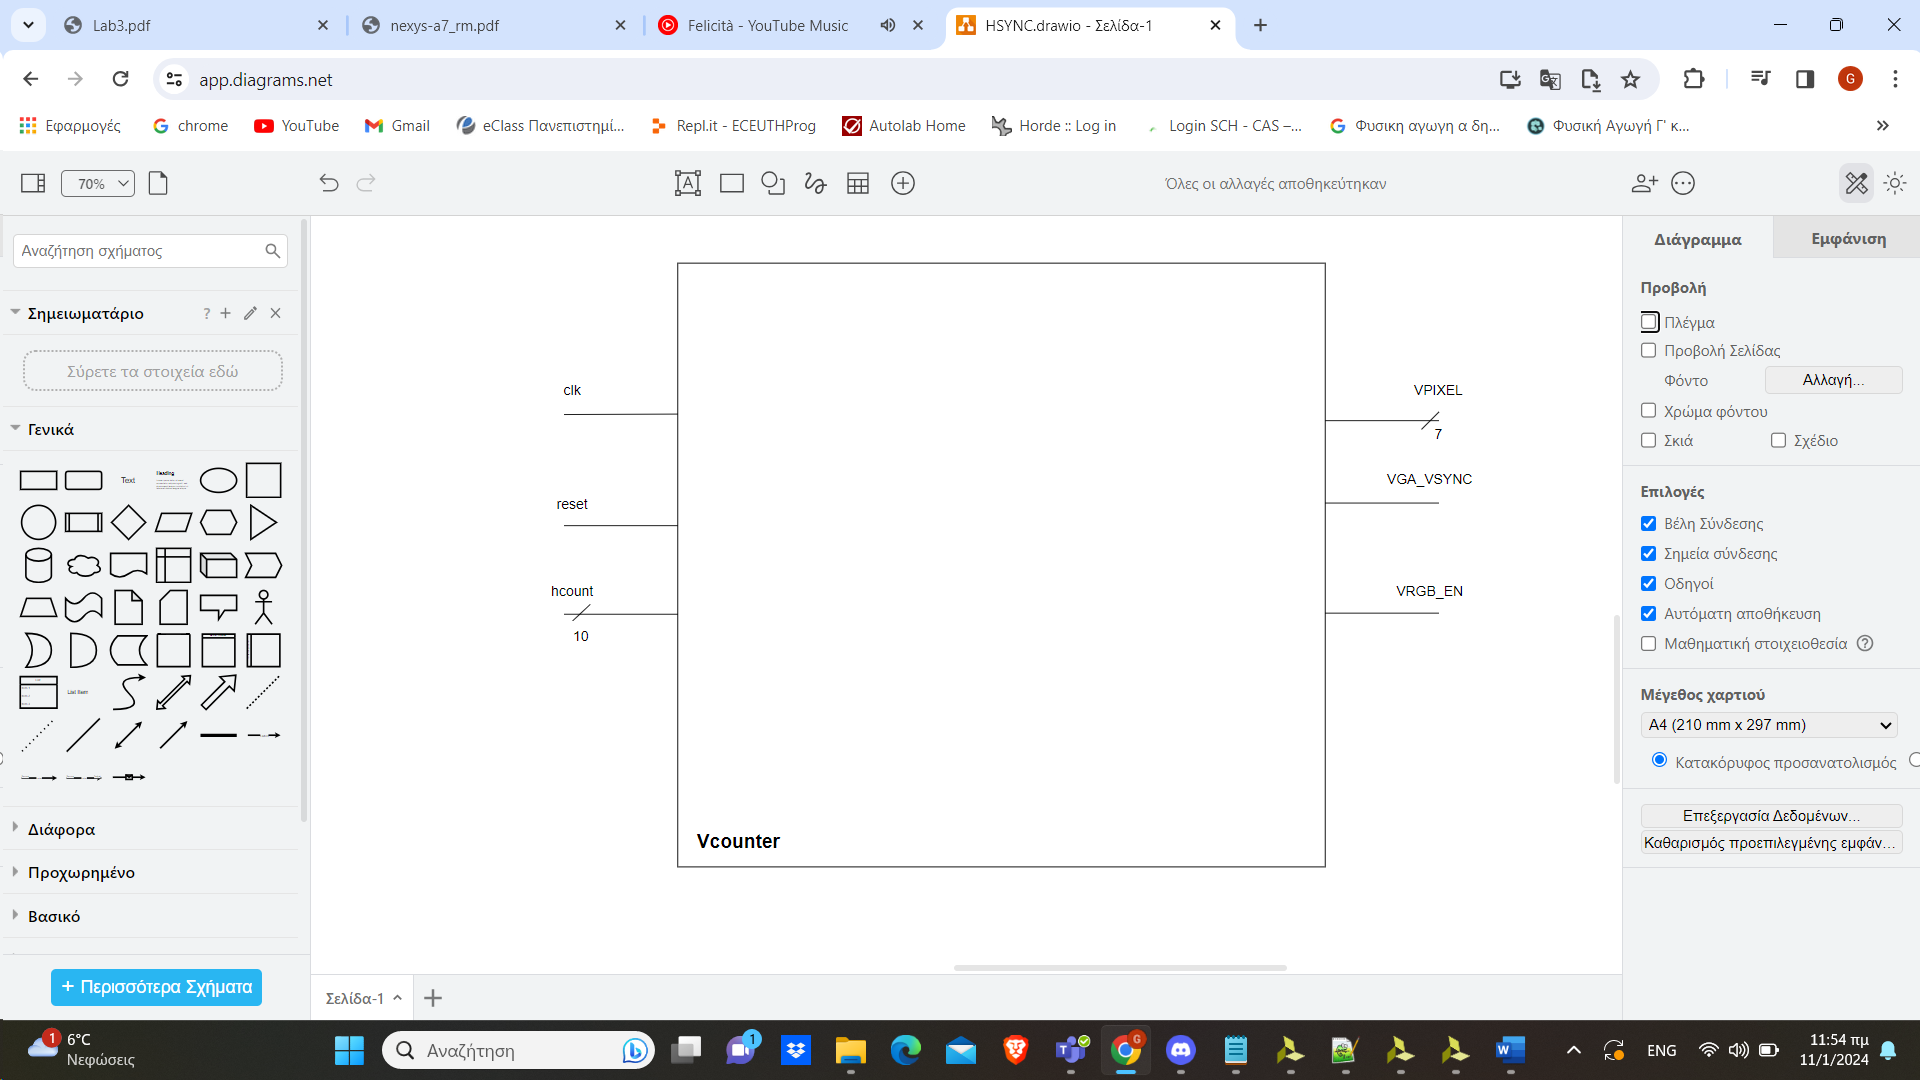 Lab3.pdf
nexys-a7_rm.pdf
Felicità - YouTube Music
HSYNC.drawio - Σελίδα-1
app.diagrams.net
G
Εφαρμογές
chrome
YouTube
Gmail
eClass Πανεπιστημί...
Repl.it - ECEUTHProg
Autolab Home
Horde :: Log in
Login SCH - CAS –...
Φυσικη αγωγη α δη...
Φυσική Αγωγή Γ' κ...
70%
Όλες οι αλλαγές αποθηκεύτηκαν
Αναζήτηση σχήματος
Σημειωματάριο
?
Σύρετε τα στοιχεία εδώ
Γενικά
Text
Heading
List Item
Διάφορα
Προχωρημένο
Βασικό
+ Περισσότερα Σχήματα
clk
reset
hcount
10
VPIXEL
7
VGA_VSYNC
VRGB_EN
Vcounter
Σελίδα-1
Διάγραμμα
Εμφάνιση
Προβολή
Πλέγμα
Προβολή Σελίδας
Φόντο
Αλλαγή...
Χρώμα φόντου
Σκιά
Σχέδιο
Επιλογές
Βέλη Σύνδεσης
Σημεία σύνδεσης
Οδηγοί
Αυτόματη αποθήκευση
Μαθηματική στοιχειοθεσία ?
Μέγεθος χαρτιού
A4 (210 mm x 297 mm)
Κατακόρυφος προσανατολισμός
Επεξεργασία Δεδομένων...
Καθαρισμός προεπιλεγμένης εμφάν...
1
6°C
Νεφώσεις
Αναζήτηση
1
G
ENG
11:54 πμ
11/1/2024